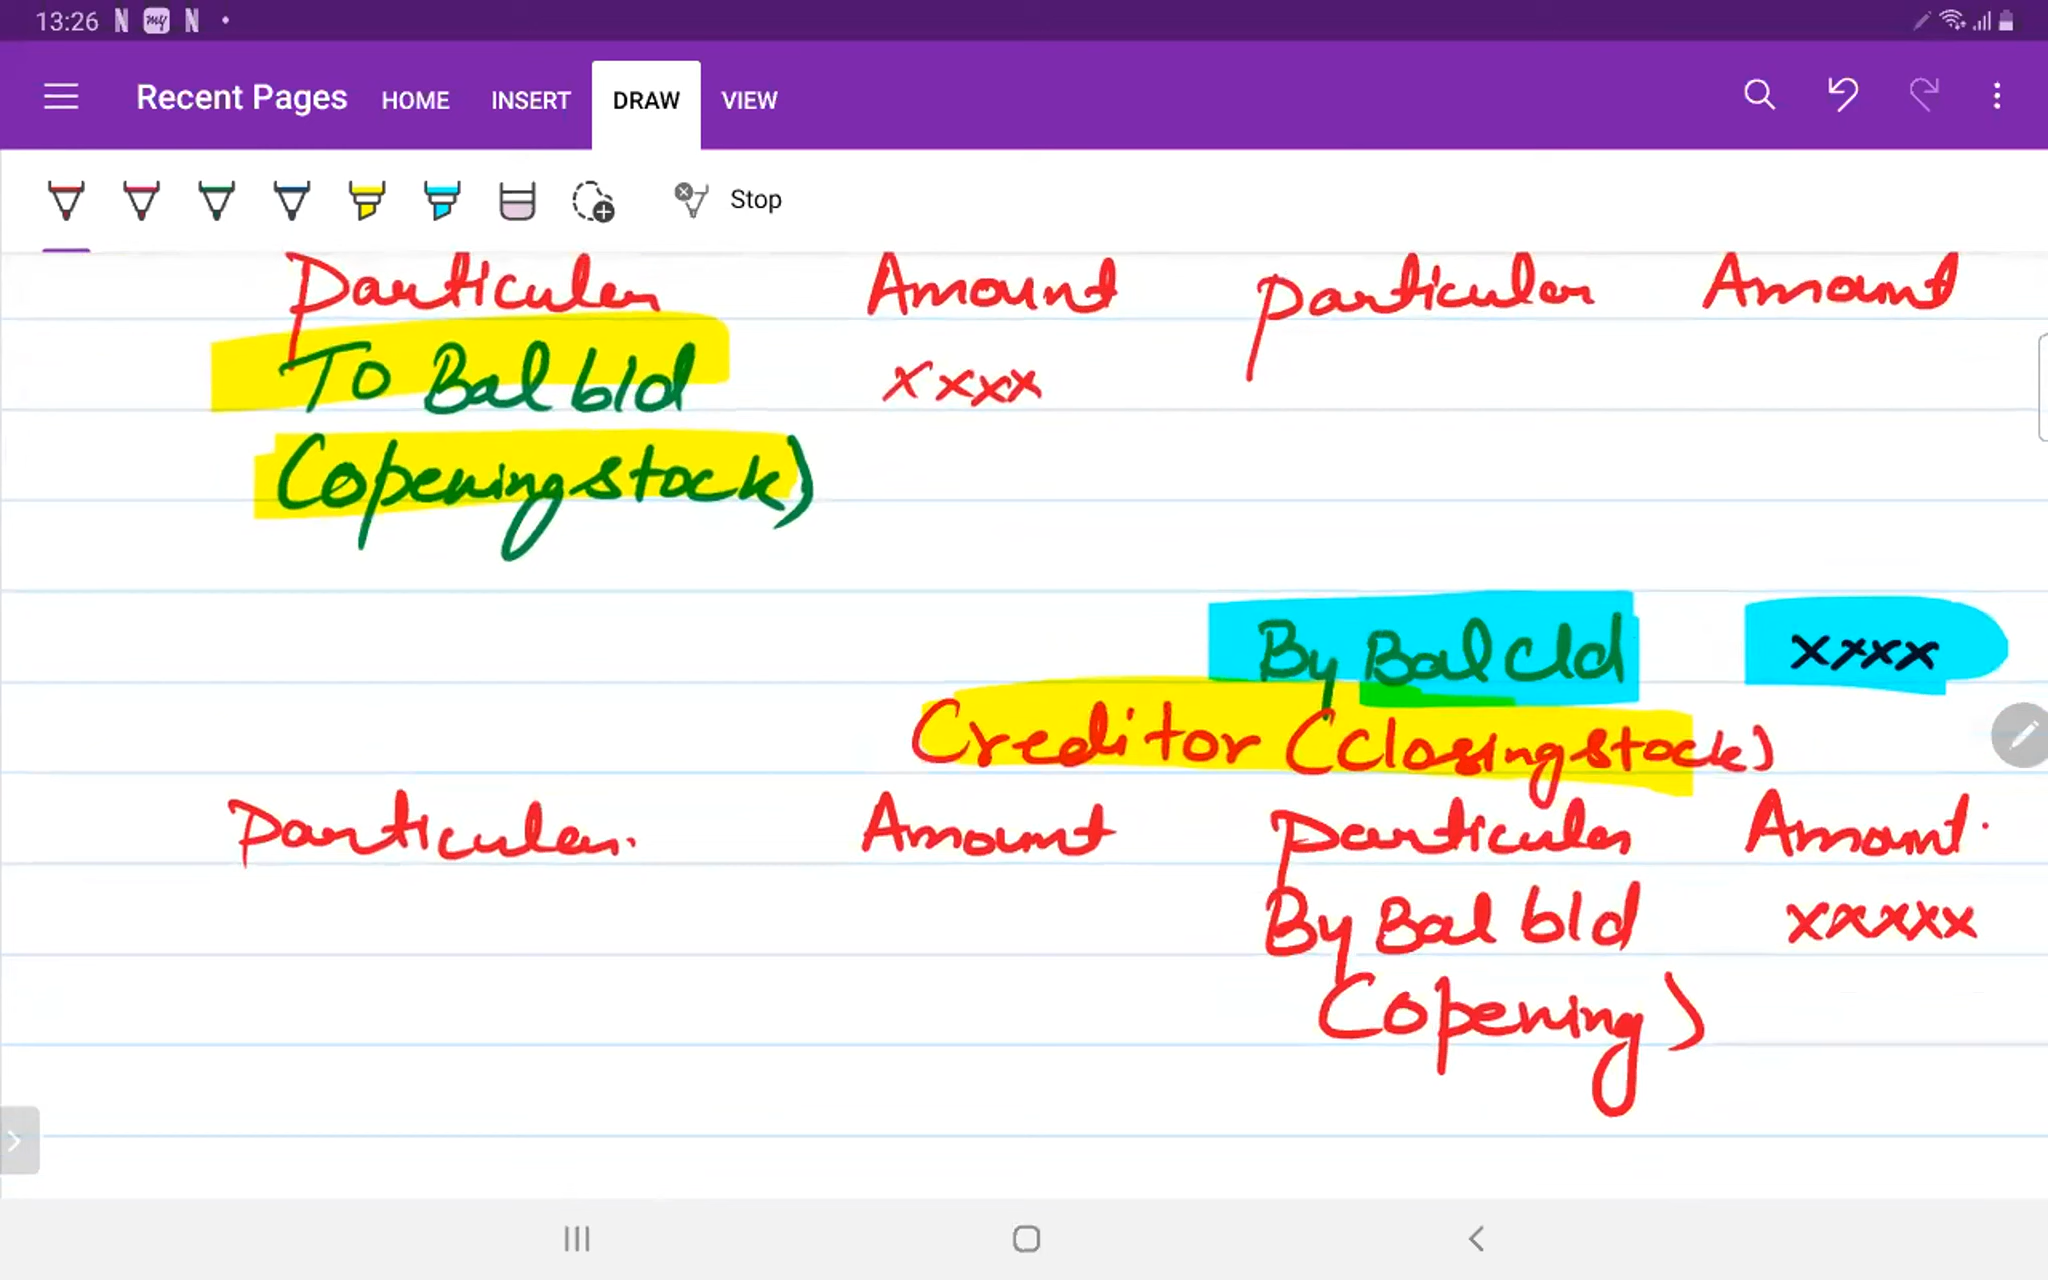 13:26
Recent Pages HOME INSERT DRAW VIEW
Stop
Particular Amount Particular Amount
To Bal b/d xxxx
(opening stock)
By Bal c/d xxxx
Creditor (closing stock)
Particular. Amount Particular Amount.
By Bal b/d xxxxx
(opening)